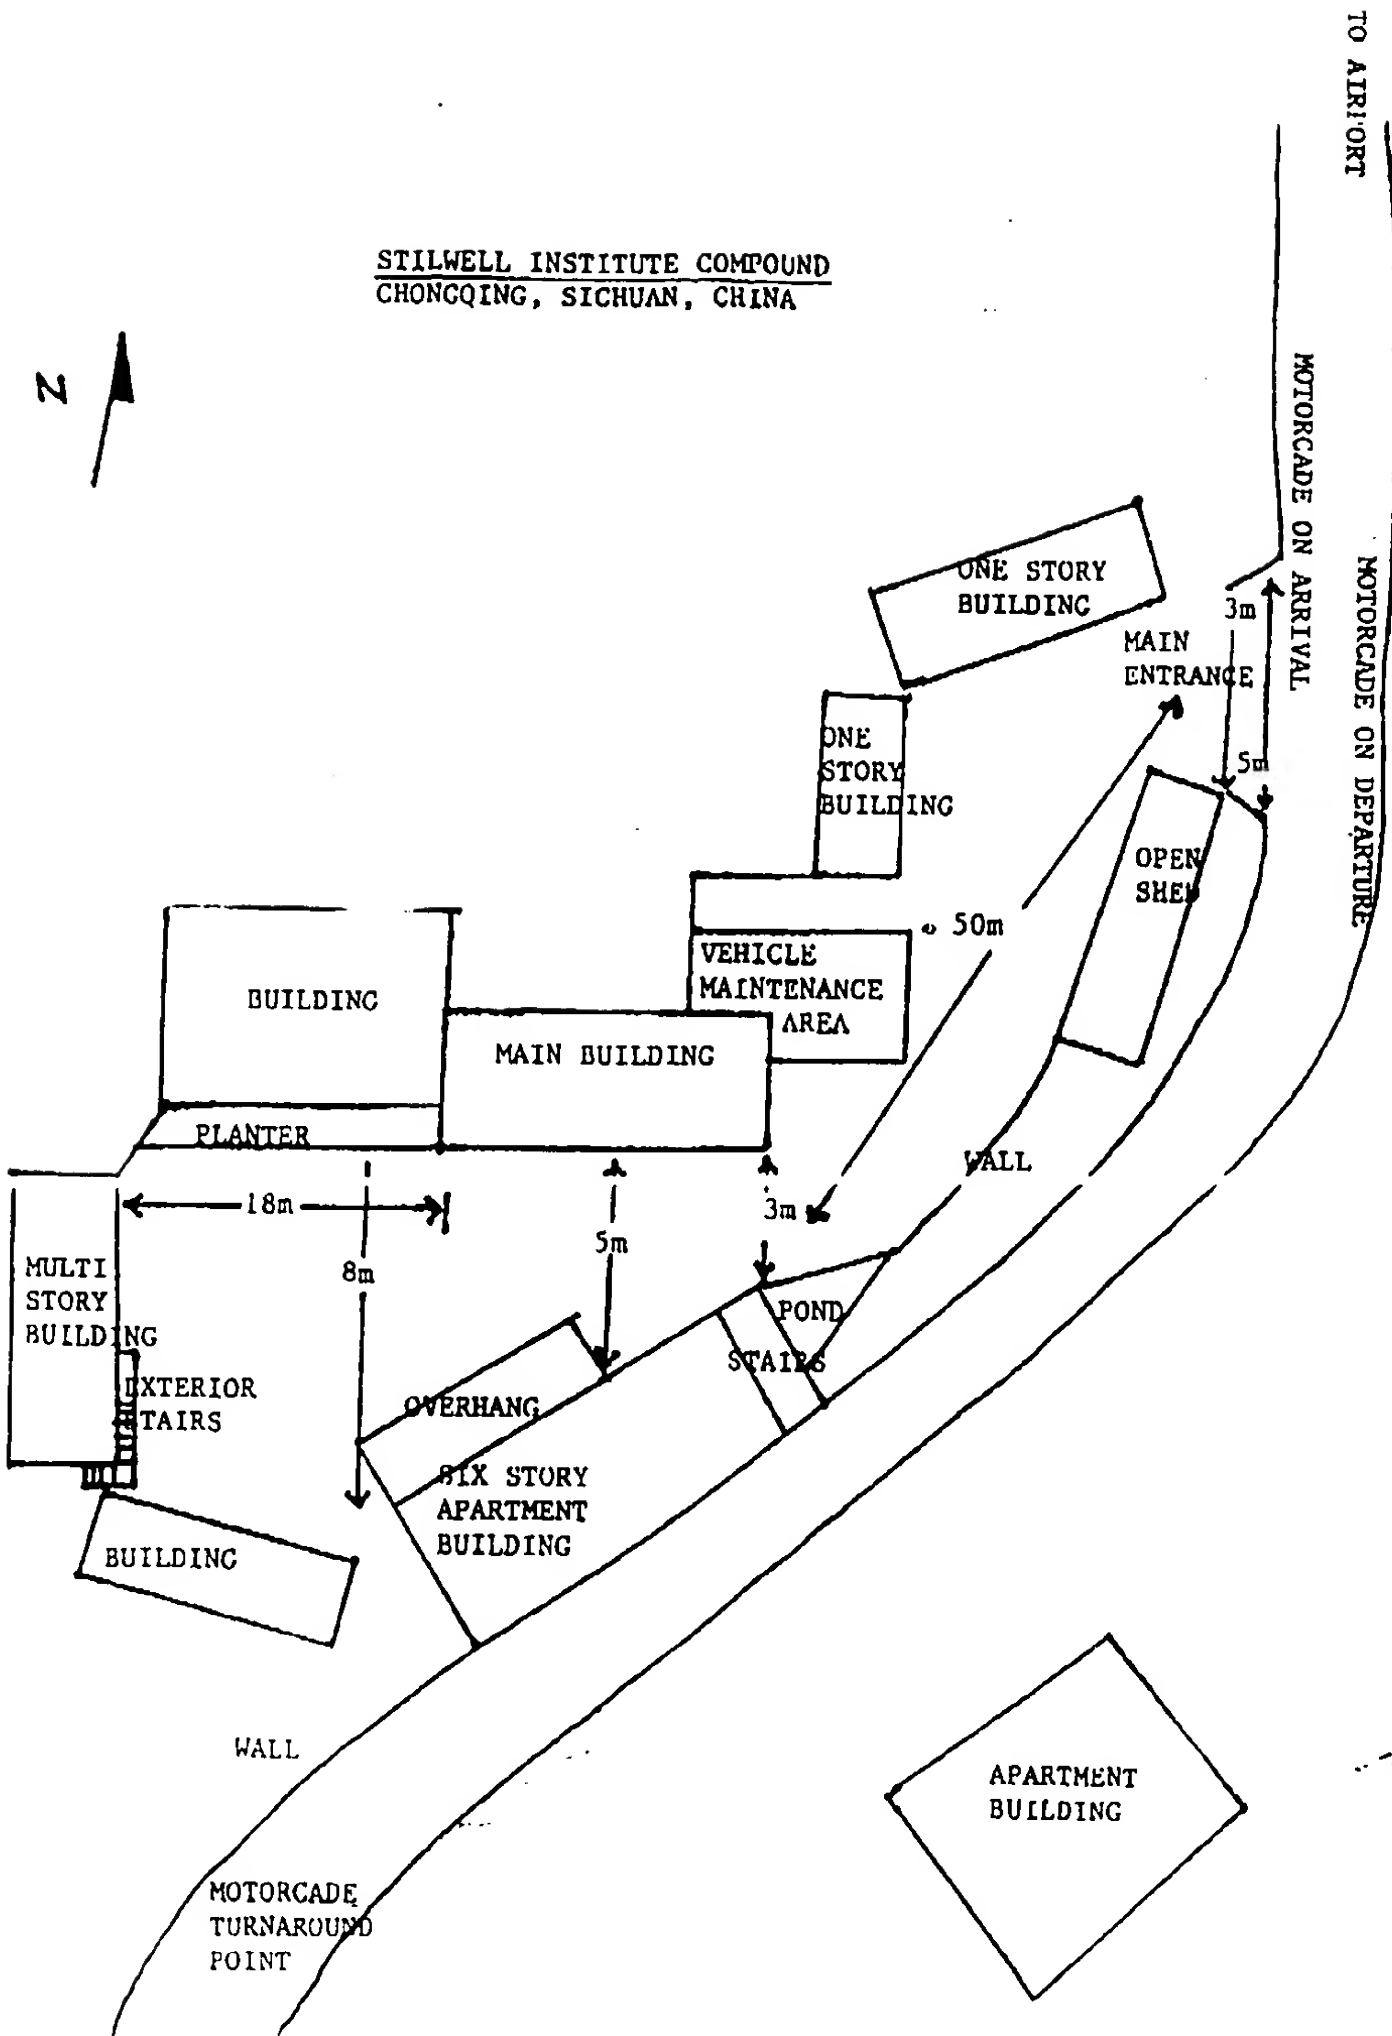 TO AIRPORT
STILWELL INSTITUTE COMPOUND
CHONGQING, SICHUAN, CHINA
N
MOTORCADE ON ARRIVAL
MOTORCADE ON DEPARTURE
ONE STORY
BUILDING
3m
MAIN
ENTRANCE
ONE
STORY
BUILDING
5m
OPEN
SHED
50m
VEHICLE
MAINTENANCE
AREA
BUILDING
MAIN BUILDING
PLANTER
WALL
18m
3m
5m
8m
MULTI
STORY
BUILDING
POND
STAIRS
EXTERIOR
STAIRS
OVERHANG
SIX STORY
APARTMENT
BUILDING
BUILDING
WALL
APARTMENT
BUILDING
MOTORCADE
TURNAROUND
POINT